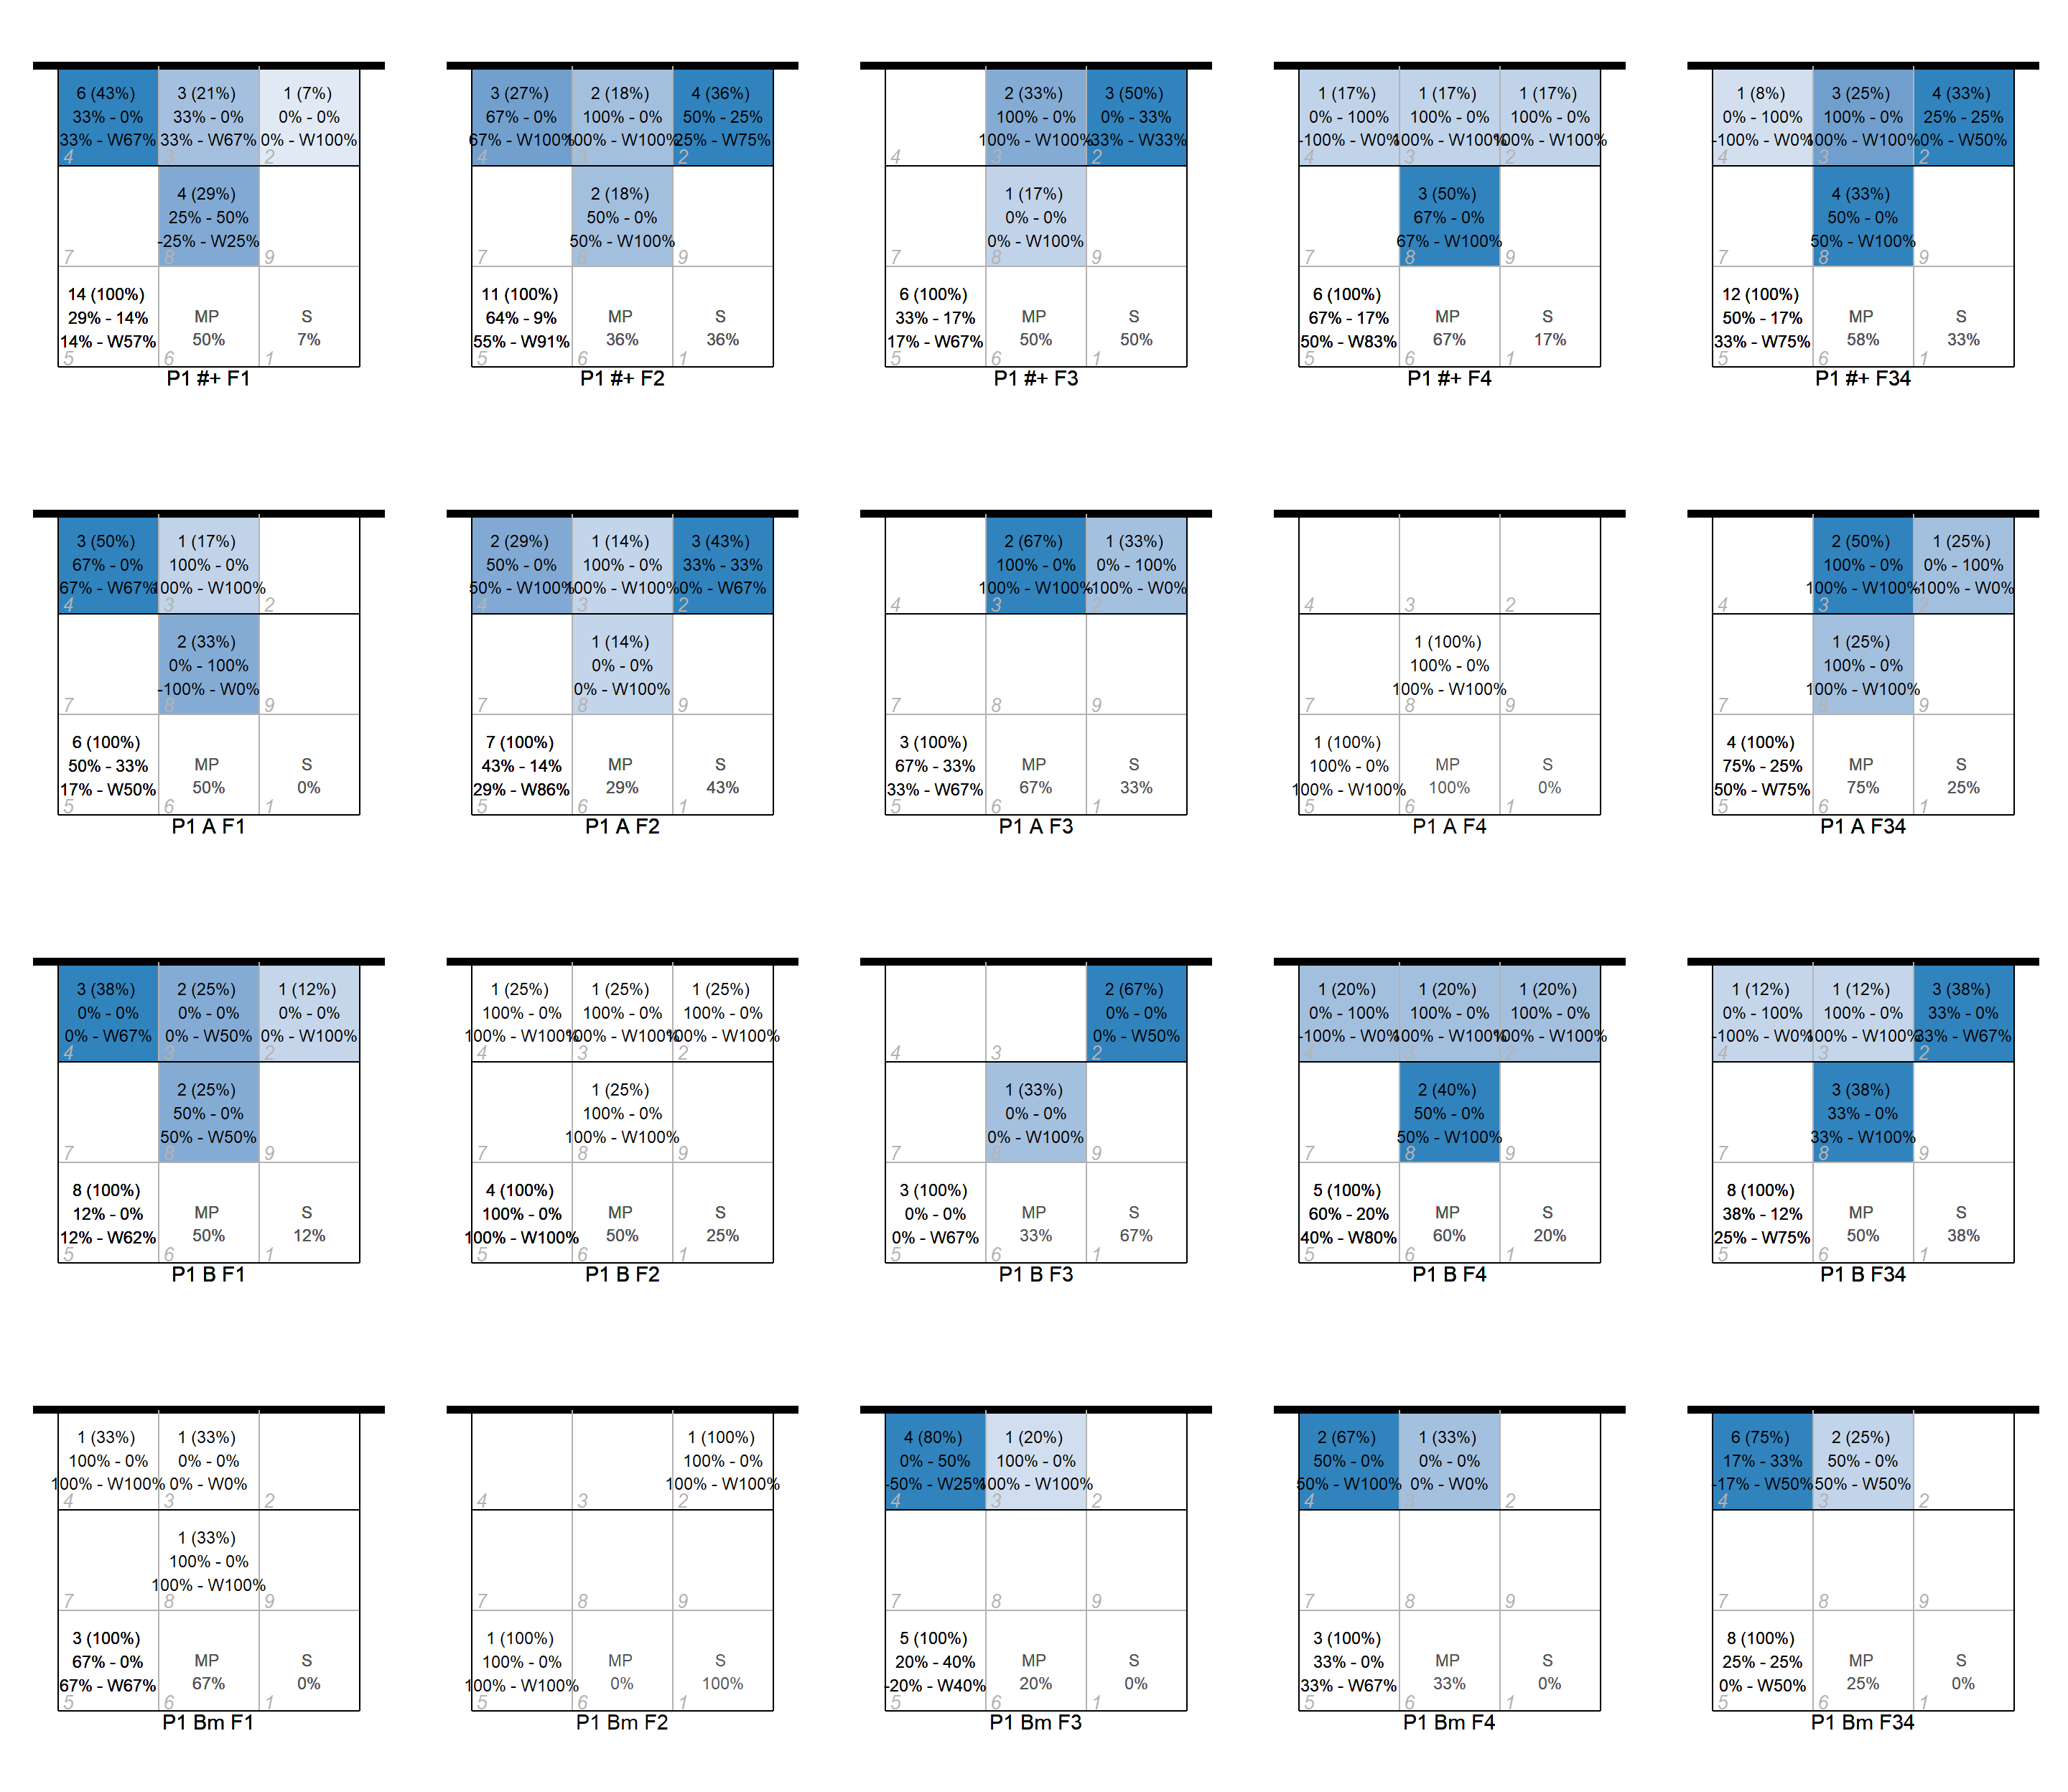 6 (43%)
33% - 0%
33% - W67%
4
3 (21%)
33% - 0%
33% - W67%
3
1 (7%)
0% - 0%
0% - W100%
2
4 (29%)
25% - 50%
-25% - W25%
7
8
9
14 (100%)
29% - 14%
14% - W57%
5
MP
50%
6
S
7%
1
P1 #+ F1
3 (27%)
67% - 0%
67% - W100%
4
2 (18%)
100% - 0%
100% - W100%
3
4 (36%)
50% - 25%
25% - W75%
2
2 (18%)
50% - 0%
50% - W100%
7
8
9
11 (100%)
64% - 9%
55% - W91%
5
MP
36%
6
S
36%
1
P1 #+ F2
4
2 (33%)
100% - 0%
100% - W100%
3
3 (50%)
0% - 33%
-33% - W33%
2
1 (17%)
0% - 0%
0% - W100%
7
8
9
6 (100%)
33% - 17%
17% - W67%
5
MP
50%
6
S
50%
1
P1 #+ F3
1 (17%)
0% - 100%
-100% - W0%
4
1 (17%)
100% - 0%
100% - W100%
3
1 (17%)
100% - 0%
100% - W100%
2
3 (50%)
67% - 0%
67% - W100%
7
8
9
6 (100%)
67% - 17%
50% - W83%
5
MP
67%
6
S
17%
1
P1 #+ F4
1 (8%)
0% - 100%
-100% - W0%
4
3 (25%)
100% - 0%
100% - W100%
3
4 (33%)
25% - 25%
0% - W50%
2
4 (33%)
50% - 0%
50% - W100%
7
8
9
12 (100%)
50% - 17%
33% - W75%
5
MP
58%
6
S
33%
1
P1 #+ F34
3 (50%)
67% - 0%
67% - W67%
4
1 (17%)
100% - 0%
100% - W100%
3
2
2 (33%)
0% - 100%
-100% - W0%
7
8
9
6 (100%)
50% - 33%
17% - W50%
5
MP
50%
6
S
0%
1
P1 A F1
2 (29%)
50% - 0%
50% - W100%
4
1 (14%)
100% - 0%
100% - W100%
3
3 (43%)
33% - 33%
0% - W67%
2
1 (14%)
0% - 0%
0% - W100%
7
8
9
7 (100%)
43% - 14%
29% - W86%
5
MP
29%
6
S
43%
1
P1 A F2
4
2 (67%)
100% - 0%
100% - W100%
3
1 (33%)
0% - 100%
-100% - W0%
2
7
8
9
3 (100%)
67% - 33%
33% - W67%
5
MP
67%
6
S
33%
1
P1 A F3
4
3
2
1 (100%)
100% - 0%
100% - W100%
7
8
9
1 (100%)
100% - 0%
100% - W100%
5
MP
100%
6
S
0%
1
P1 A F4
4
2 (50%)
100% - 0%
100% - W100%
3
1 (25%)
0% - 100%
-100% - W0%
2
1 (25%)
100% - 0%
100% - W100%
7
8
9
4 (100%)
75% - 25%
50% - W75%
5
MP
75%
6
S
25%
1
P1 A F34
3 (38%)
0% - 0%
0% - W67%
4
2 (25%)
0% - 0%
0% - W50%
3
1 (12%)
0% - 0%
0% - W100%
2
2 (25%)
50% - 0%
50% - W50%
7
8
9
8 (100%)
12% - 0%
12% - W62%
5
MP
50%
6
S
12%
1
P1 B F1
1 (25%)
100% - 0%
100% - W100%
4
1 (25%)
100% - 0%
100% - W100%
3
1 (25%)
100% - 0%
100% - W100%
2
1 (25%)
100% - 0%
100% - W100%
7
8
9
4 (100%)
100% - 0%
100% - W100%
5
MP
50%
6
S
25%
1
P1 B F2
4
3
2 (67%)
0% - 0%
0% - W50%
2
1 (33%)
0% - 0%
0% - W100%
7
8
9
3 (100%)
0% - 0%
0% - W67%
5
MP
33%
6
S
67%
1
P1 B F3
1 (20%)
0% - 100%
-100% - W0%
4
1 (20%)
100% - 0%
100% - W100%
3
1 (20%)
100% - 0%
100% - W100%
2
2 (40%)
50% - 0%
50% - W100%
7
8
9
5 (100%)
60% - 20%
40% - W80%
5
MP
60%
6
S
20%
1
P1 B F4
1 (12%)
0% - 100%
-100% - W0%
4
1 (12%)
100% - 0%
100% - W100%
3
3 (38%)
33% - 0%
33% - W67%
2
3 (38%)
33% - 0%
33% - W100%
7
8
9
8 (100%)
38% - 12%
25% - W75%
5
MP
50%
6
S
38%
1
P1 B F34
1 (33%)
100% - 0%
100% - W100%
4
1 (33%)
0% - 0%
0% - W0%
3
2
1 (33%)
100% - 0%
100% - W100%
7
8
9
3 (100%)
67% - 0%
67% - W67%
5
MP
67%
6
S
0%
1
P1 Bm F1
4
3
1 (100%)
100% - 0%
100% - W100%
2
7
8
9
1 (100%)
100% - 0%
100% - W100%
5
MP
0%
6
S
100%
1
P1 Bm F2
4 (80%)
0% - 50%
-50% - W25%
4
1 (20%)
100% - 0%
100% - W100%
3
2
7
8
9
5 (100%)
20% - 40%
-20% - W40%
5
MP
20%
6
S
0%
1
P1 Bm F3
2 (67%)
50% - 0%
50% - W100%
4
1 (33%)
0% - 0%
0% - W0%
3
2
7
8
9
3 (100%)
33% - 0%
33% - W67%
5
MP
33%
6
S
0%
1
P1 Bm F4
6 (75%)
17% - 33%
-17% - W50%
4
2 (25%)
50% - 0%
50% - W50%
3
2
7
8
9
8 (100%)
25% - 25%
0% - W50%
5
MP
25%
6
S
0%
1
P1 Bm F34